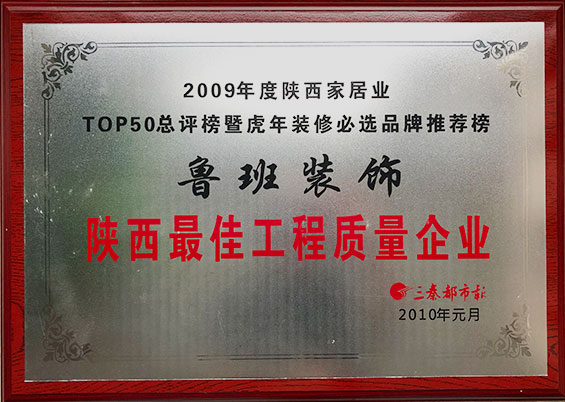 2009年度陕西家居业
TOP50总评榜暨虎年装修必选品牌推荐榜
鲁班装饰
陕西最佳工程质量企业
三秦都市报
2010年元月